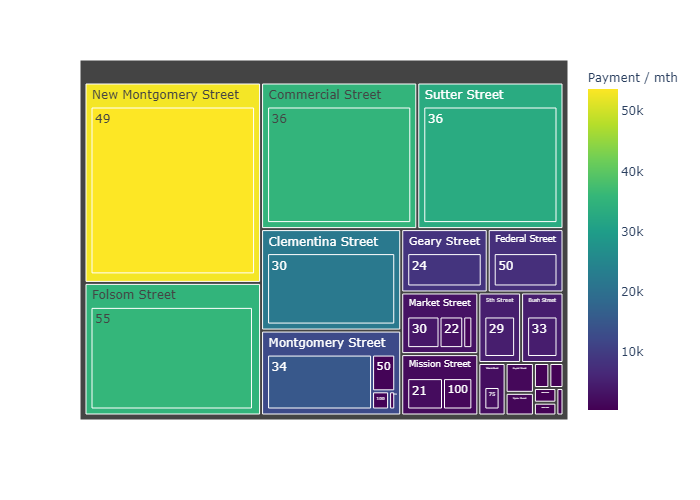 Payment / mth
New Montgomery Street
49
Commercial Street
36
Sutter Street
36
50k
40k
30k
20k
10k
Clementina Street
30
Geary Street
24
Federal Street
50
Folsom Street
55
Market Street
30
22
5th Street
29
Bush Street
33
Montgomery Street
34
50
Mission Street
21
100
75